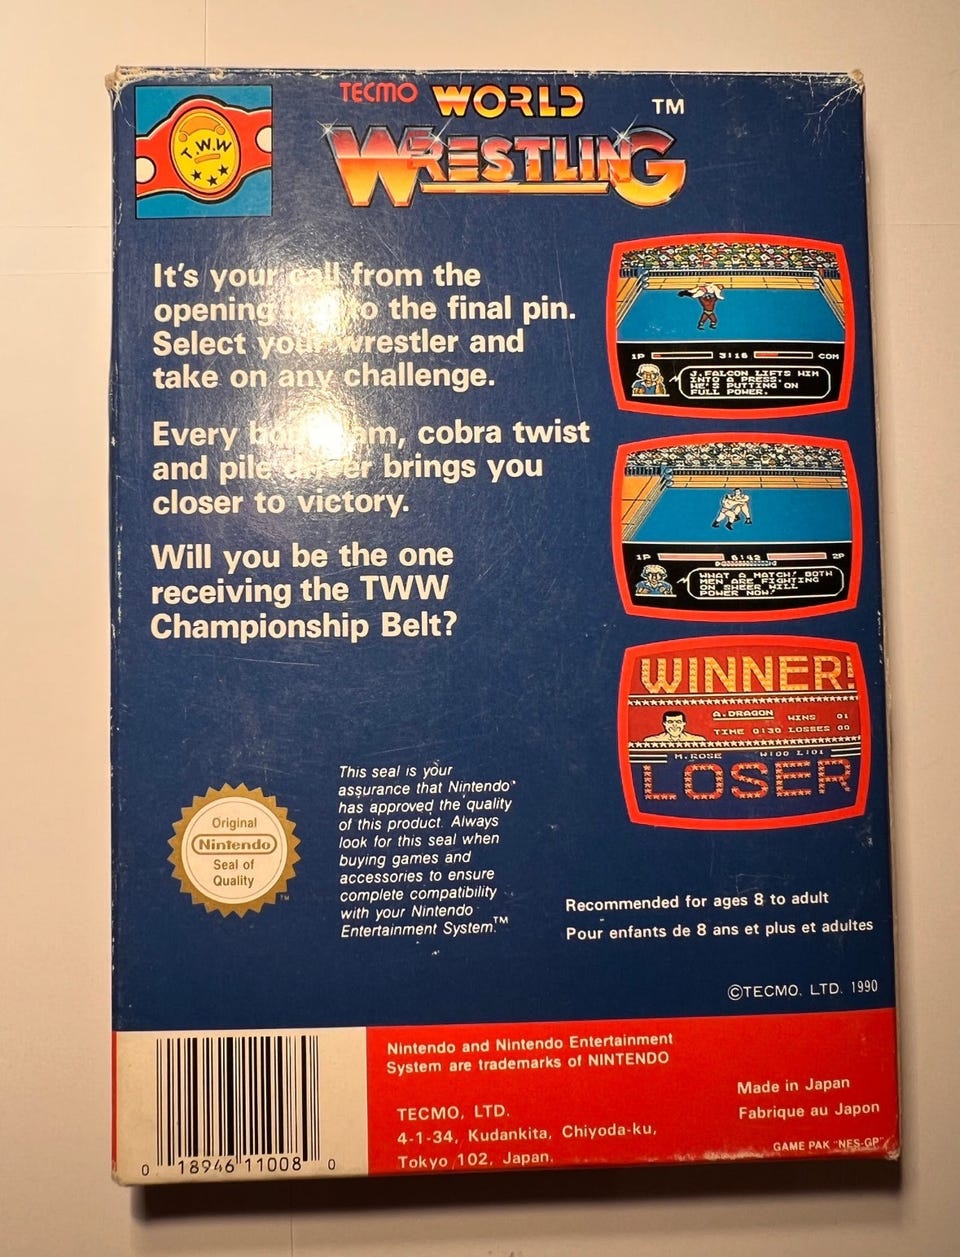 TECMO WORLD
WRESTLING
TM
T.W.W
It's your call from the
opening to the final pin.
Select your wrestler and
take on any challenge.
Every cobra twist
and pile driver brings you
closer to victory.
Will you be the one
receiving the TWW
Championship Belt?
1P 3:16 COM
J.FALCON LIFTS HIM
INTO A PRESS.
HE'S PUTTING ON
FULL POWER.
1P 6:42 2P
WHAT A MATCH! BOTH
MEN ARE FIGHTING
ON SHEER WILL
POWER NOW!
WINNER!
A.DRAGON WINS 01
TIME 0:30 LOSSES 00
M.ROSE W:00 L:01
LOSER
Original
Nintendo
Seal of
Quality
TM
This seal is your
assurance that Nintendo
has approved the quality
of this product. Always
look for this seal when
buying games and
accessories to ensure
complete compatibility
with your Nintendo
Entertainment System.™
Recommended for ages 8 to adult
Pour enfants de 8 ans et plus et adultes
©TECMO, LTD. 1990
Nintendo and Nintendo Entertainment
System are trademarks of NINTENDO
TECMO, LTD.
4-1-34, Kudankita, Chiyoda-ku,
Tokyo 102, Japan.
Made in Japan
Fabrique au Japon
GAME PAK "NES-GP"
0 18946 11008 0